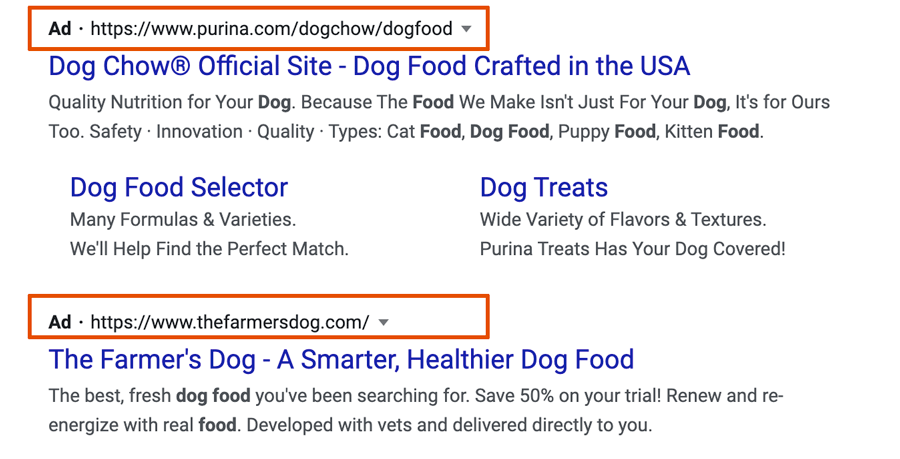 Ad · https://www.purina.com/dogchow/dogfood
Dog Chow® Official Site - Dog Food Crafted in the USA
Quality Nutrition for Your Dog. Because The Food We Make Isn't Just For Your Dog, It's for Ours
Too. Safety · Innovation · Quality · Types: Cat Food, Dog Food, Puppy Food, Kitten Food.
Dog Food Selector
Many Formulas & Varieties.
We'll Help Find the Perfect Match.
Dog Treats
Wide Variety of Flavors & Textures.
Purina Treats Has Your Dog Covered!
Ad · https://www.thefarmersdog.com/
The Farmer's Dog - A Smarter, Healthier Dog Food
The best, fresh dog food you've been searching for. Save 50% on your trial! Renew and re-
energize with real food. Developed with vets and delivered directly to you.